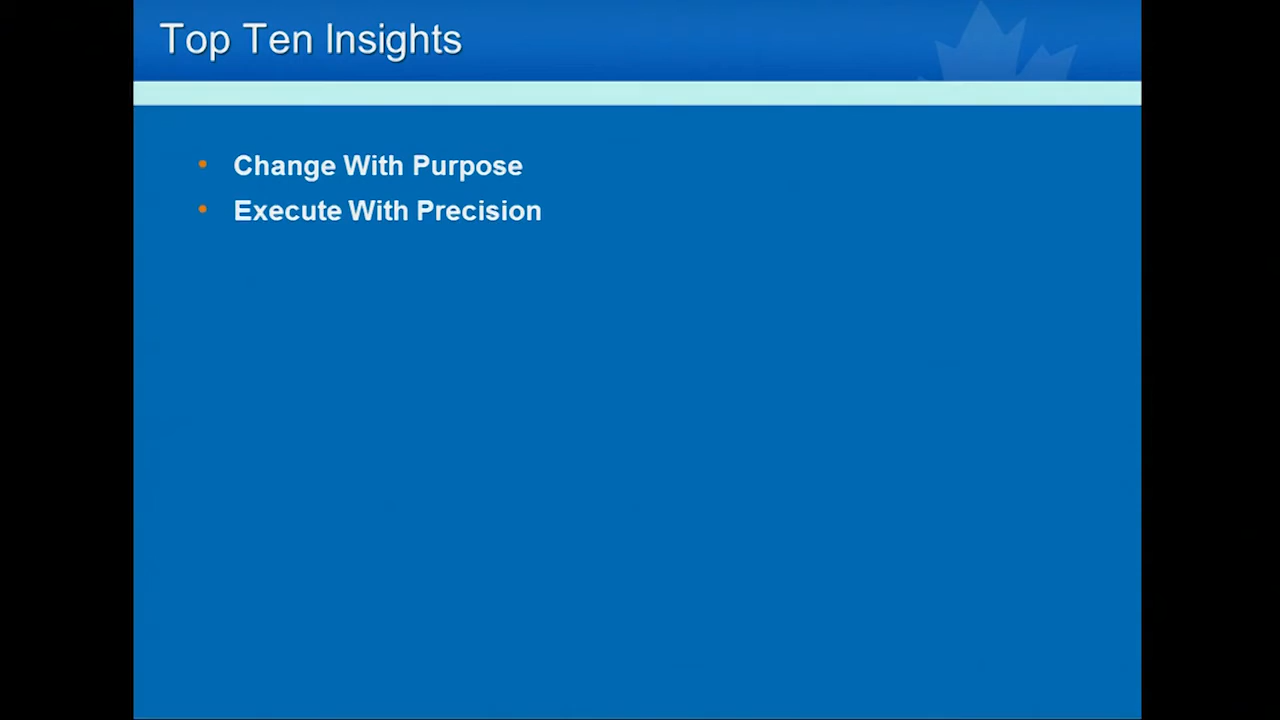 Top Ten Insights
• Change With Purpose
• Execute With Precision